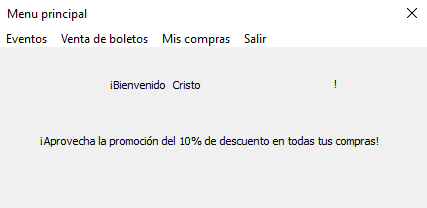 Menu principal
Eventos Venta de boletos Mis compras Salir
¡Bienvenido Cristo !
¡Aprovecha la promoción del 10% de descuento en todas tus compras!